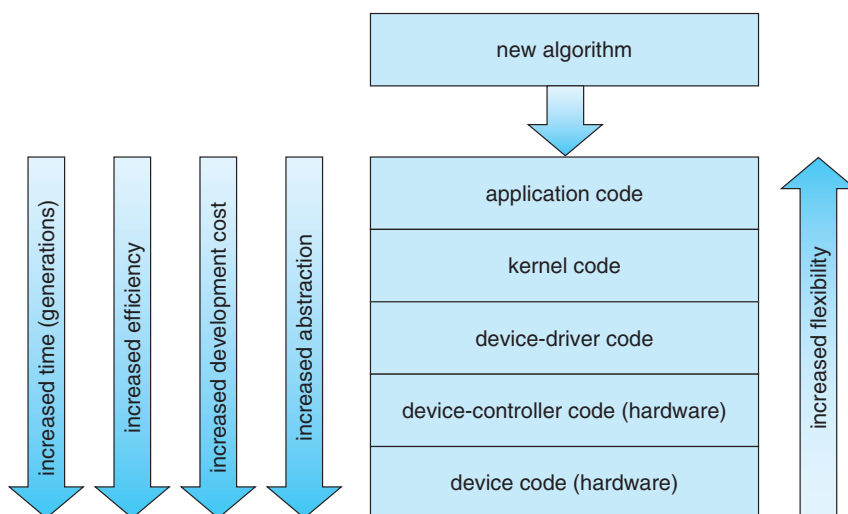 new algorithm
increased time (generations)
increased efficiency
increased development cost
increased abstraction
application code
kernel code
device-driver code
device-controller code (hardware)
device code (hardware)
increased flexibility